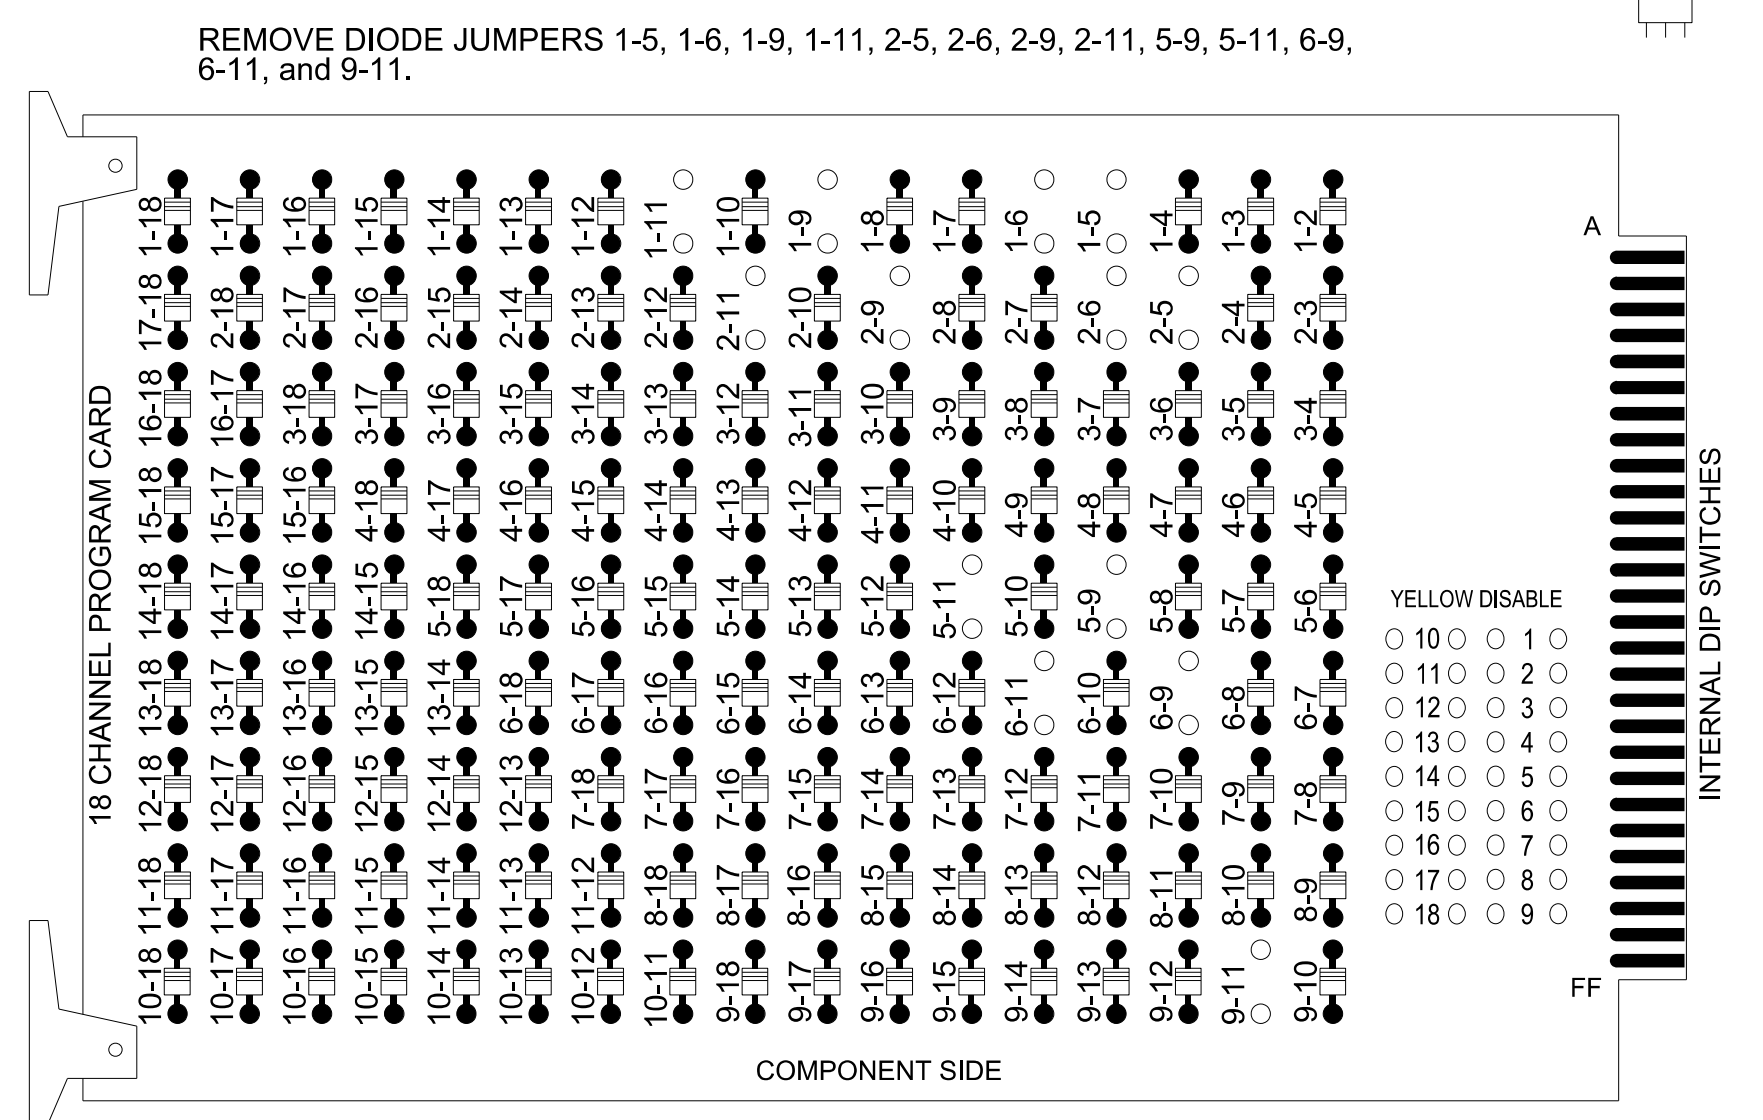 REMOVE DIODE JUMPERS 1-5, 1-6, 1-9, 1-11, 2-5, 2-6, 2-9, 2-11, 5-9, 5-11, 6-9,
6-11, and 9-11.
18 CHANNEL PROGRAM CARD
1-18 1-17 1-16 1-15 1-14 1-13 1-12 1-11 1-10 1-9 1-8 1-7 1-6 1-5 1-4 1-3 1-2
17-18 2-18 2-17 2-16 2-15 2-14 2-13 2-12 2-11 2-10 2-9 2-8 2-7 2-6 2-5 2-4 2-3
16-18 16-17 3-18 3-17 3-16 3-15 3-14 3-13 3-12 3-11 3-10 3-9 3-8 3-7 3-6 3-5 3-4
15-18 15-17 15-16 4-18 4-17 4-16 4-15 4-14 4-13 4-12 4-11 4-10 4-9 4-8 4-7 4-6 4-5
14-18 14-17 14-16 14-15 5-18 5-17 5-16 5-15 5-14 5-13 5-12 5-11 5-10 5-9 5-8 5-7 5-6
13-18 13-17 13-16 13-15 13-14 6-18 6-17 6-16 6-15 6-14 6-13 6-12 6-11 6-10 6-9 6-8 6-7
12-18 12-17 12-16 12-15 12-14 12-13 7-18 7-17 7-16 7-15 7-14 7-13 7-12 7-11 7-10 7-9 7-8
11-18 11-17 11-16 11-15 11-14 11-13 11-12 8-18 8-17 8-16 8-15 8-14 8-13 8-12 8-11 8-10 8-9
10-18 10-17 10-16 10-15 10-14 10-13 10-12 10-11 9-18 9-17 9-16 9-15 9-14 9-13 9-12 9-11 9-10
A
YELLOW DISABLE
10 1
11 2
12 3
13 4
14 5
15 6
16 7
17 8
18 9
FF
INTERNAL DIP SWITCHES
COMPONENT SIDE